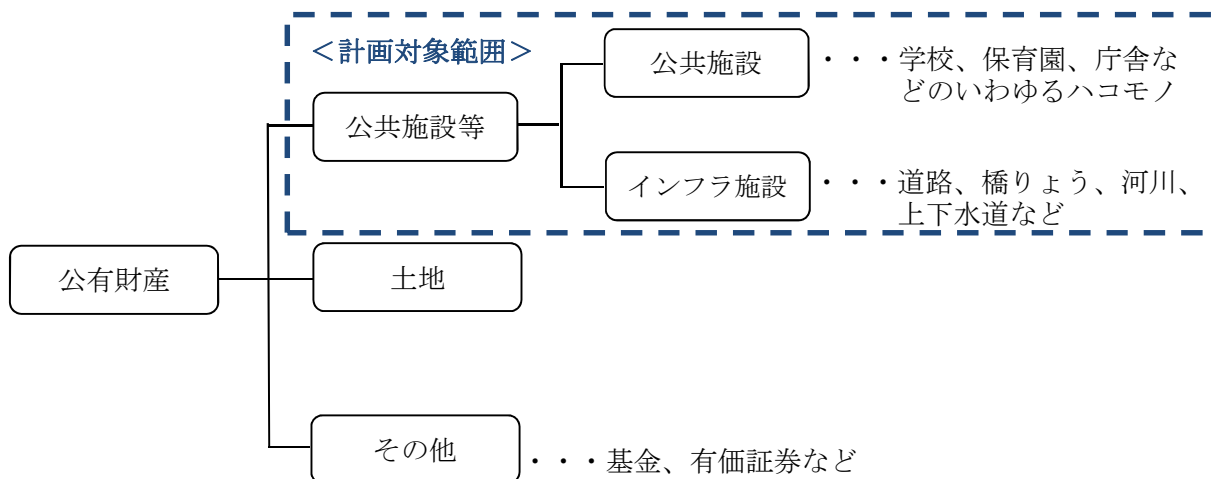 ＜計画対象範囲＞
公共施設
・・・学校、保育園、庁舎な
どのいわゆるハコモノ
公共施設等
インフラ施設
・・・道路、橋りょう、河川、
上下水道など
公有財産
土地
その他
・・・基金、有価証券など